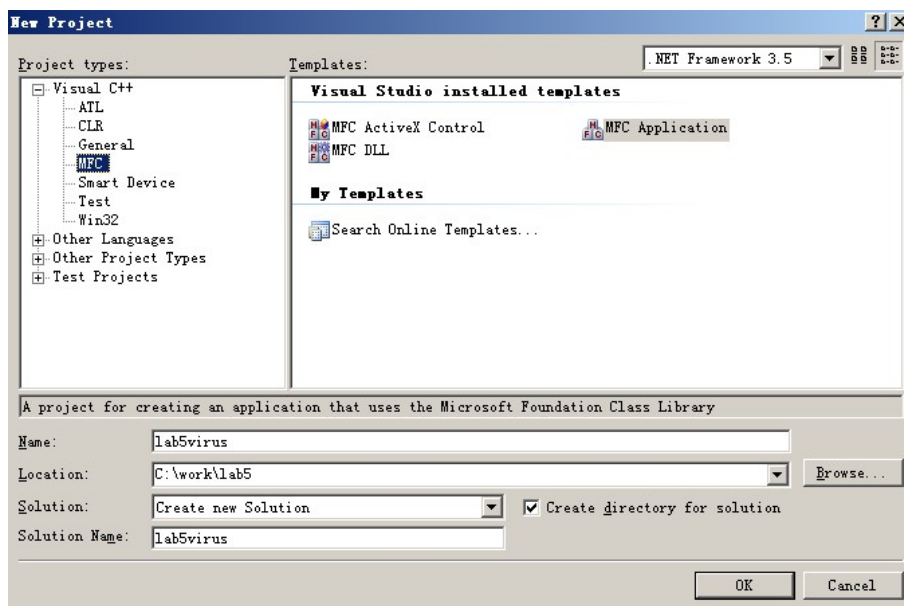 New Project
Project types:
Templates:
.NET Framework 3.5
Visual C++
ATL
CLR
General
MFC
Smart Device
Test
Win32
Other Languages
Other Project Types
Test Projects
Visual Studio installed templates
MFC ActiveX Control
MFC Application
MFC DLL
My Templates
Search Online Templates...
A project for creating an application that uses the Microsoft Foundation Class Library
Name:
lab5virus
Location:
C:\work\lab5
Browse...
Solution:
Create new Solution
Create directory for solution
Solution Name:
lab5virus
OK
Cancel